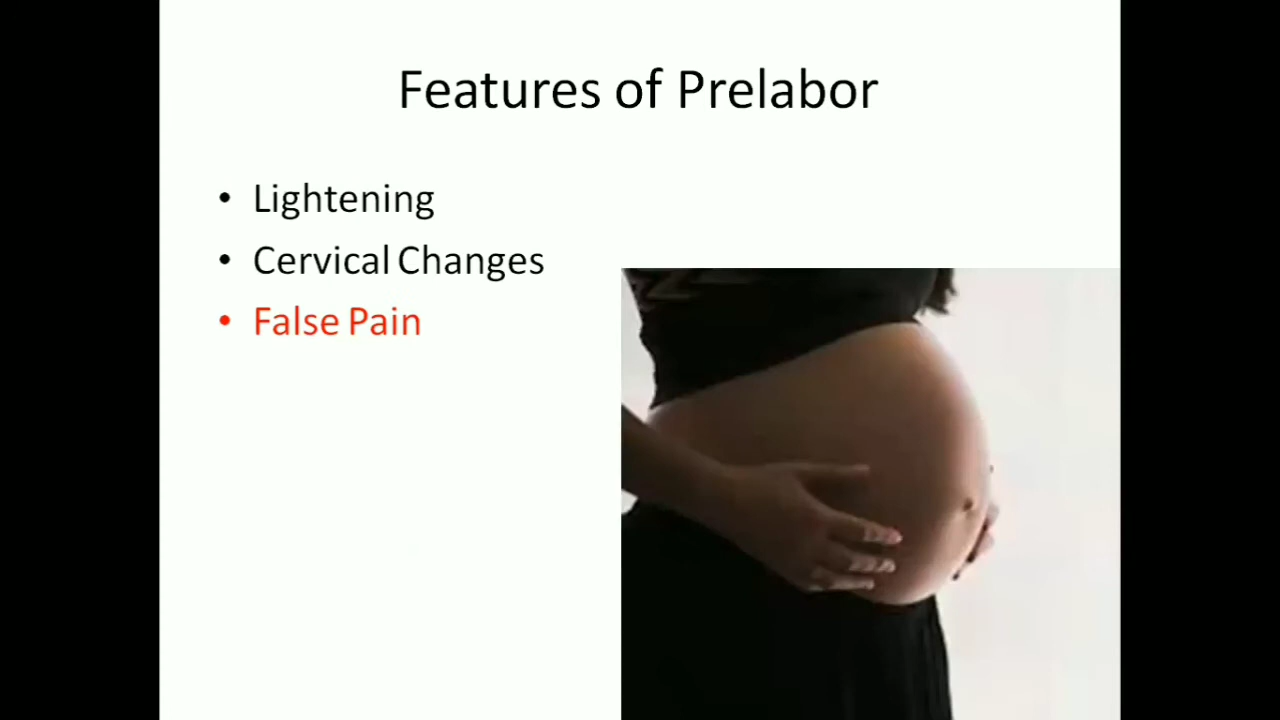 Features of Prelabor
• Lightening
• Cervical Changes
• False Pain